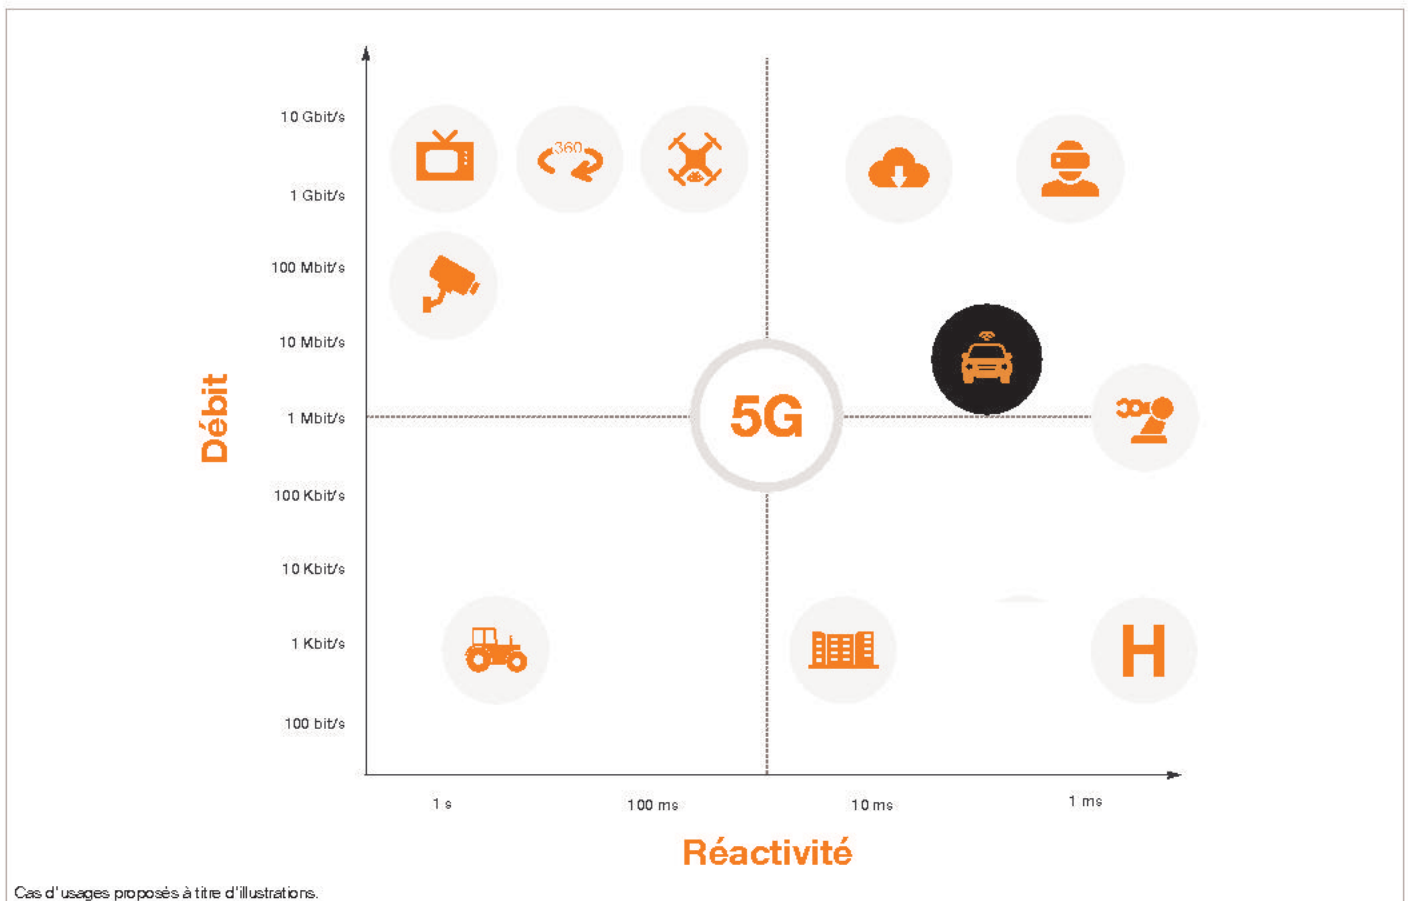 10 Gbit/s
360
1 Gbit/s
100 Mbit/s
10 Mbit/s
Débit
1 Mbit/s
5G
100 Kbit/s
10 Kbit/s
1 Kbit/s
H
100 bit/s
1 s
100 ms
10 ms
1 ms
Réactivité
Cas d'usages proposés à titre d'illustrations.